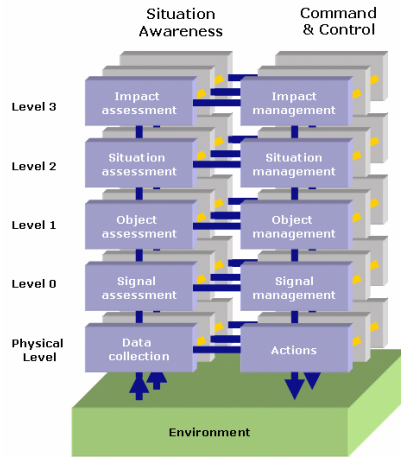 Situation
Awareness
Command
& Control
Level 3
Impact
assessment
Impact
management
Level 2
Situation
assessment
Situation
management
Level 1
Object
assessment
Object
management
Level 0
Signal
assessment
Signal
management
Physical
Level
Data
collection
Actions
Environment